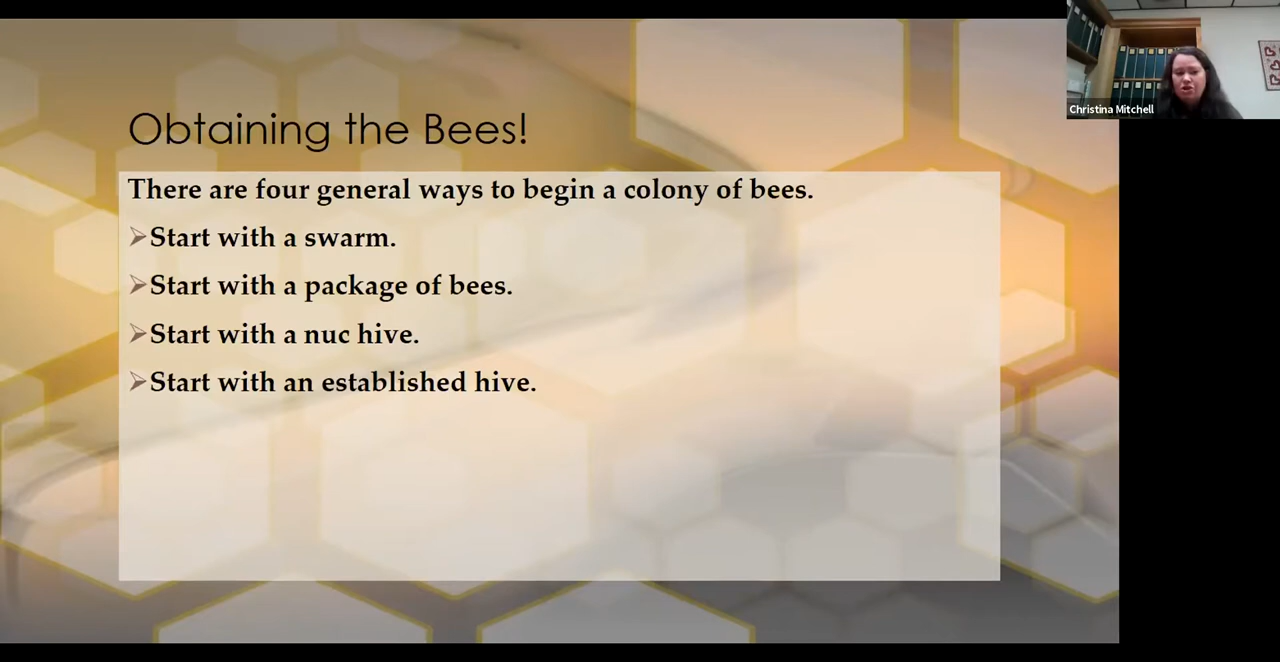 Obtaining the Bees!
There are four general ways to begin a colony of bees.
➢Start with a swarm.
➢Start with a package of bees.
➢Start with a nuc hive.
➢Start with an established hive.
Christina Mitchell